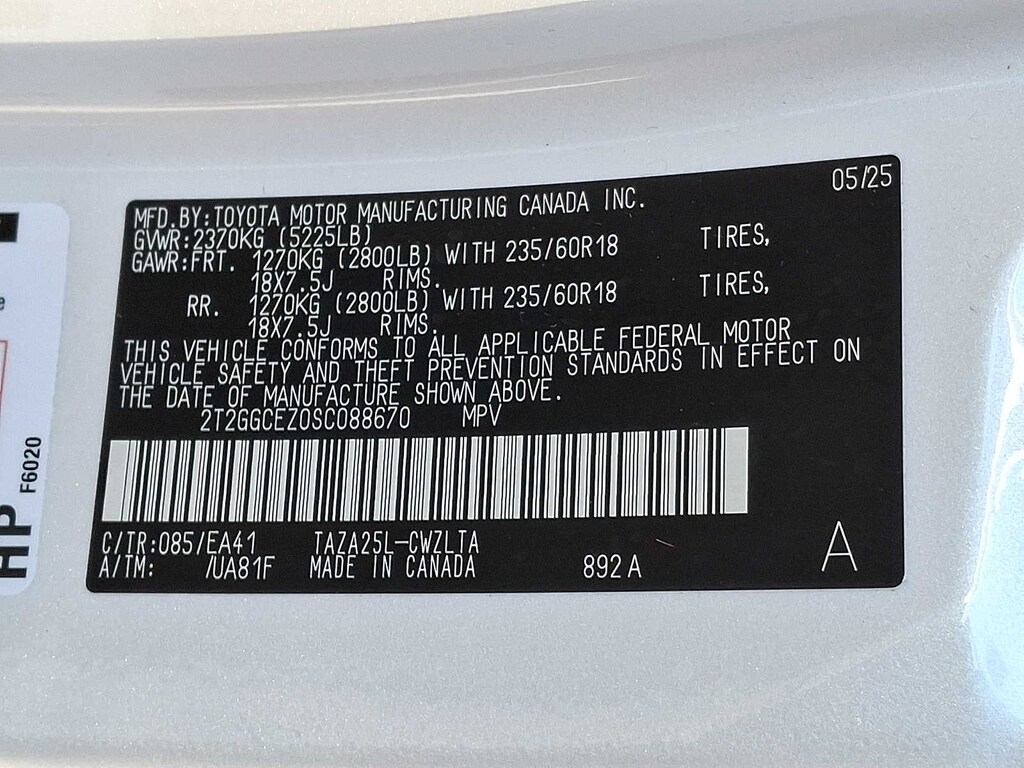 05/25
MFD.BY:TOYOTA MOTOR MANUFACTURING CANADA INC.
GVWR:2370KG (5225LB)
GAWR:FRT. 1270KG (2800LB) WITH 235/60R18 TIRES,
18X7.5J RIMS.
RR. 1270KG (2800LB) WITH 235/60R18 TIRES,
18X7.5J RIMS.
THIS VEHICLE CONFORMS TO ALL APPLICABLE FEDERAL MOTOR
VEHICLE SAFETY AND THEFT PREVENTION STANDARDS IN EFFECT ON
THE DATE OF MANUFACTURE SHOWN ABOVE.
2T2GGCEZ0SC088670 MPV
C/TR:085/EA41 TAZA25L-CWZLTA
A/TM: /UA81F MADE IN CANADA 892A
A
F6020